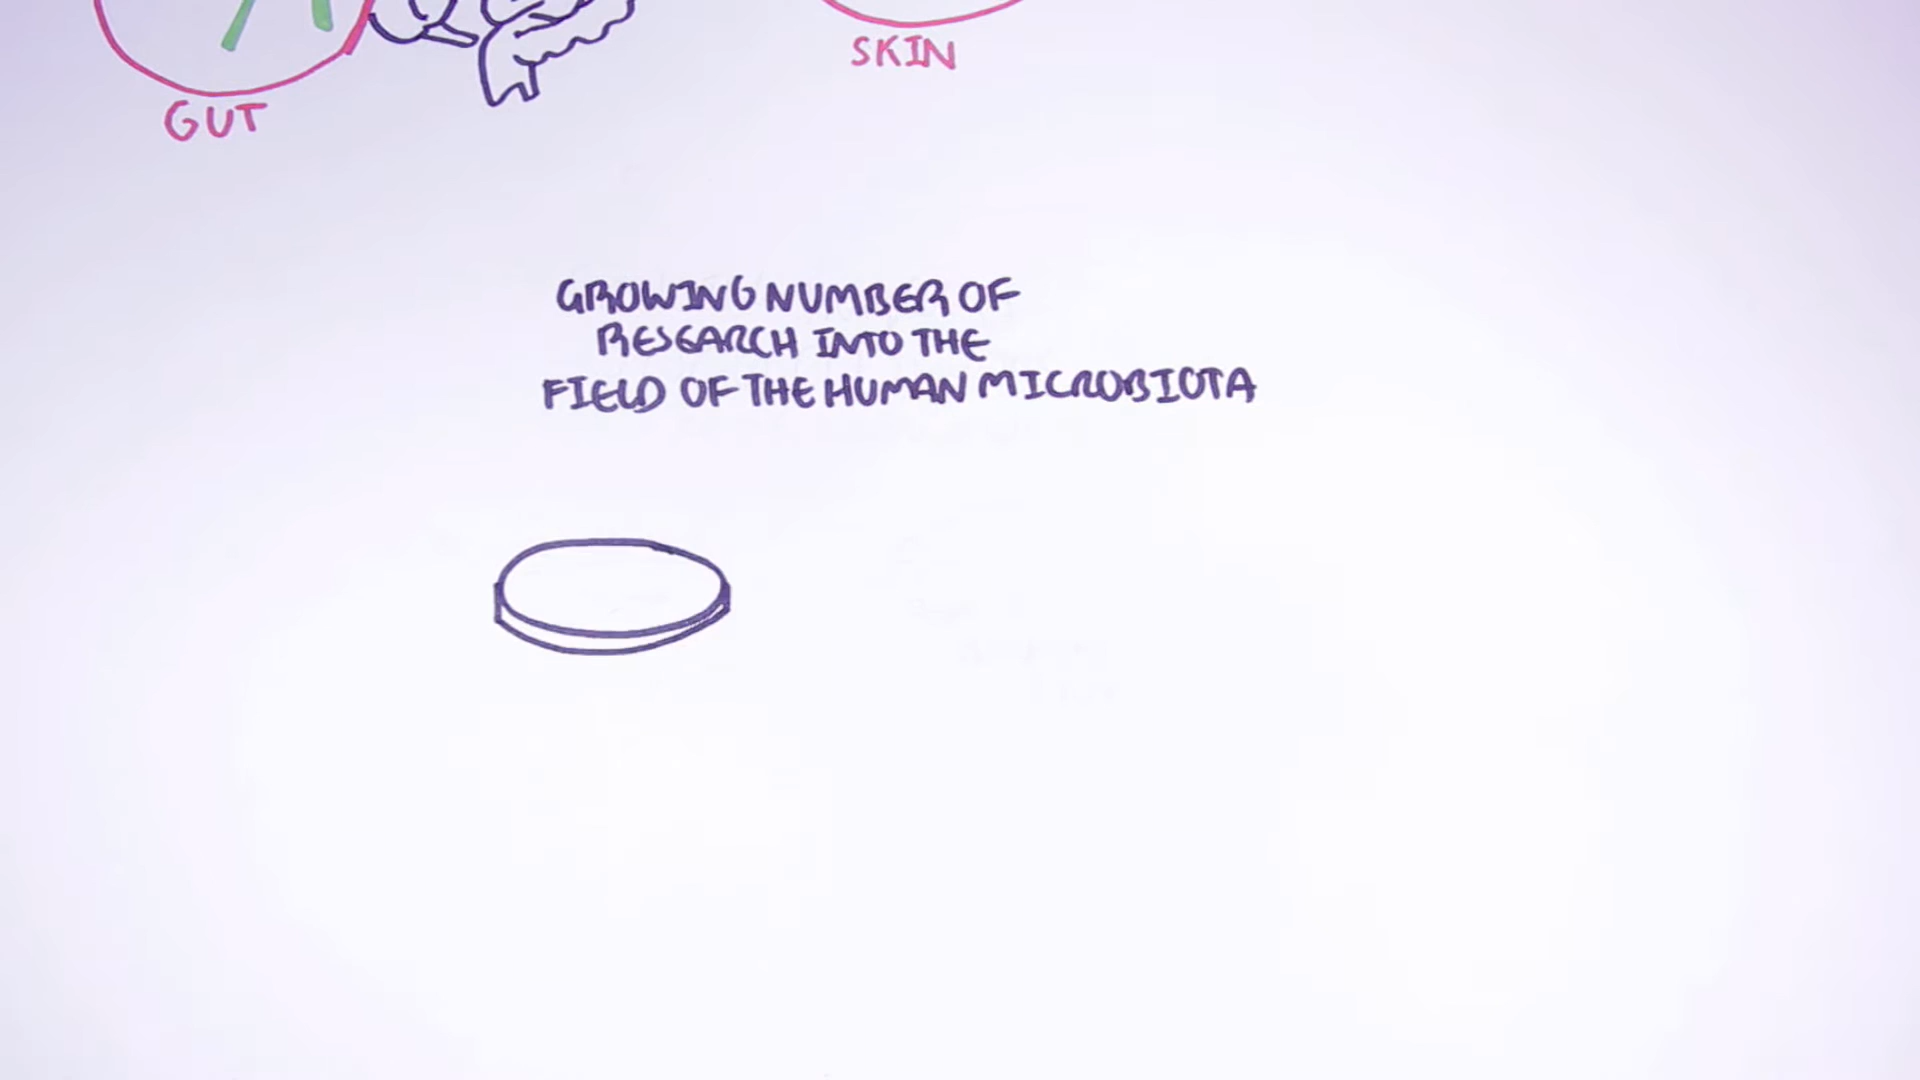 SKIN
GUT
GROWING NUMBER OF
RESEARCH INTO THE
FIELD OF THE HUMAN MICROBIOTA